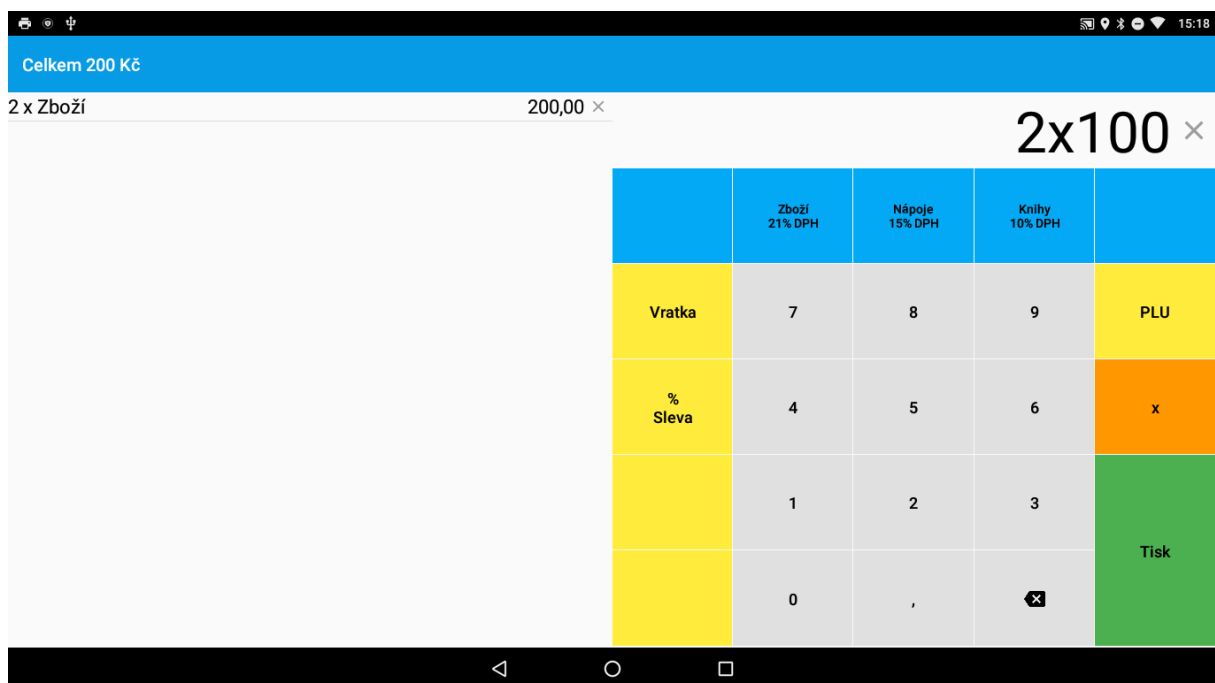 15:18
Celkem 200 Kč
2 x Zboží 200,00 ×
2x100 ×
Zboží
21% DPH
Nápoje
15% DPH
Knihy
10% DPH
Vratka 7 8 9 PLU
%
Sleva
4 5 6 x
1 2 3
Tisk
0 ,